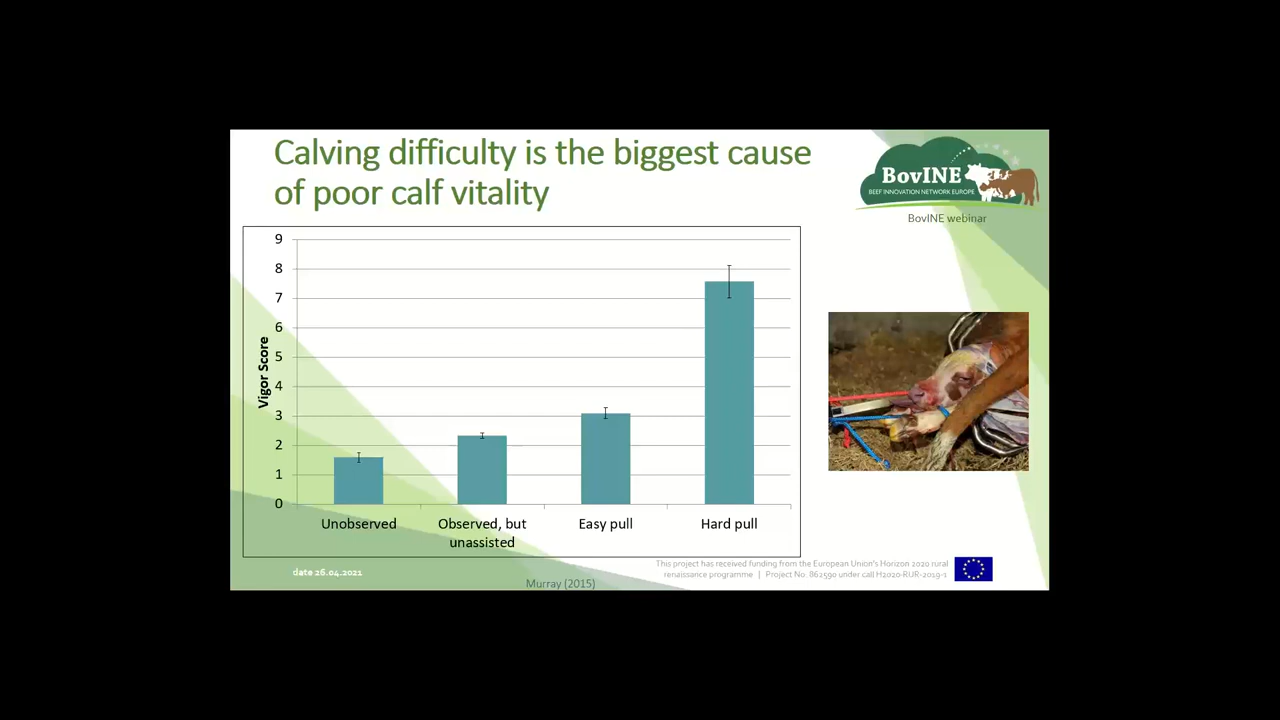 Calving difficulty is the biggest cause
of poor calf vitality
BovINE
BEEF INNOVATION NETWORK EUROPE
BovINE webinar
Vigor Score
9
8
7
6
5
4
3
2
1
0
Unobserved
Observed, but
unassisted
Easy pull
Hard pull
date 26.04.2021
Murray (2015)
This project has received funding from the European Union's Horizon 2020 rural
renaissance programme | Project No. 862590 under call H2020-RUR-2019-1